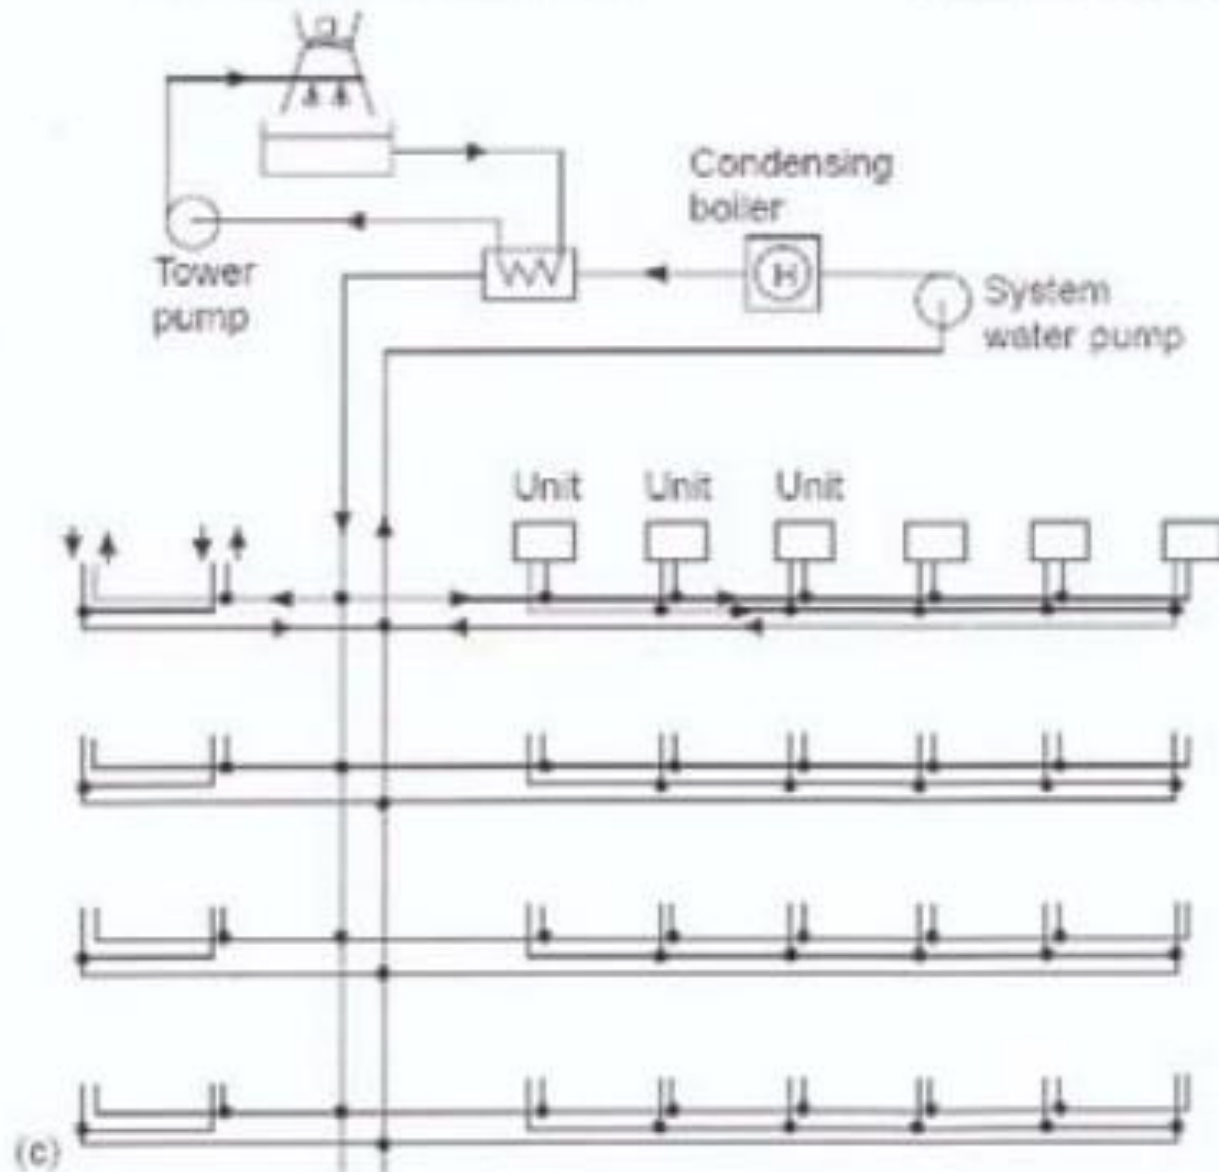 Condensing
boiler
Tower
pump
H
System
water pump
Unit Unit Unit
(c)